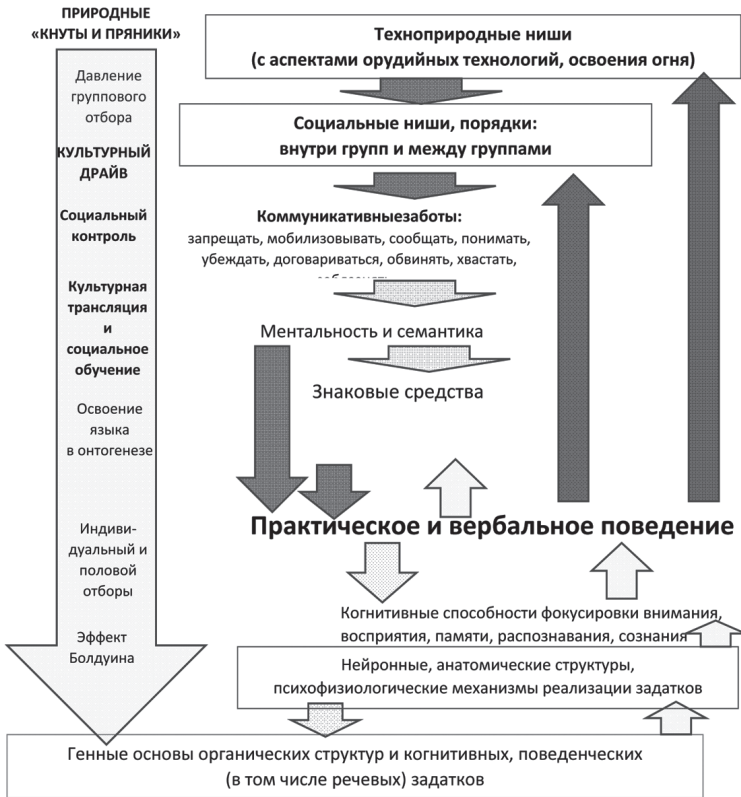 ПРИРОДНЫЕ
«КНУТЫ И ПРЯНИКИ»
Давление
группового
отбора
КУЛЬТУРНЫЙ
ДРАЙВ
Социальный
контроль
Культурная
трансляция
и
социальное
обучение
Освоение
языка
в онтогенезе
Индиви-
дуальный и
половой
отборы
Эффект
Болдуина
Техноприродные ниши
(с аспектами орудийных технологий, освоения огня)
Социальные ниши, порядки:
внутри групп и между группами
Коммуникативныезаботы:
запрещать, мобилизовывать, сообщать, понимать,
убеждать, договариваться, обвинять, хвастать,
Ментальность и семантика
Знаковые средства
Практическое и вербальное поведение
Когнитивные способности фокусировки внимания,
восприятия, памяти, распознавания, сознания
Нейронные, анатомические структуры,
психофизиологические механизмы реализации задатков
Генные основы органических структур и когнитивных, поведенческих
(в том числе речевых) задатков